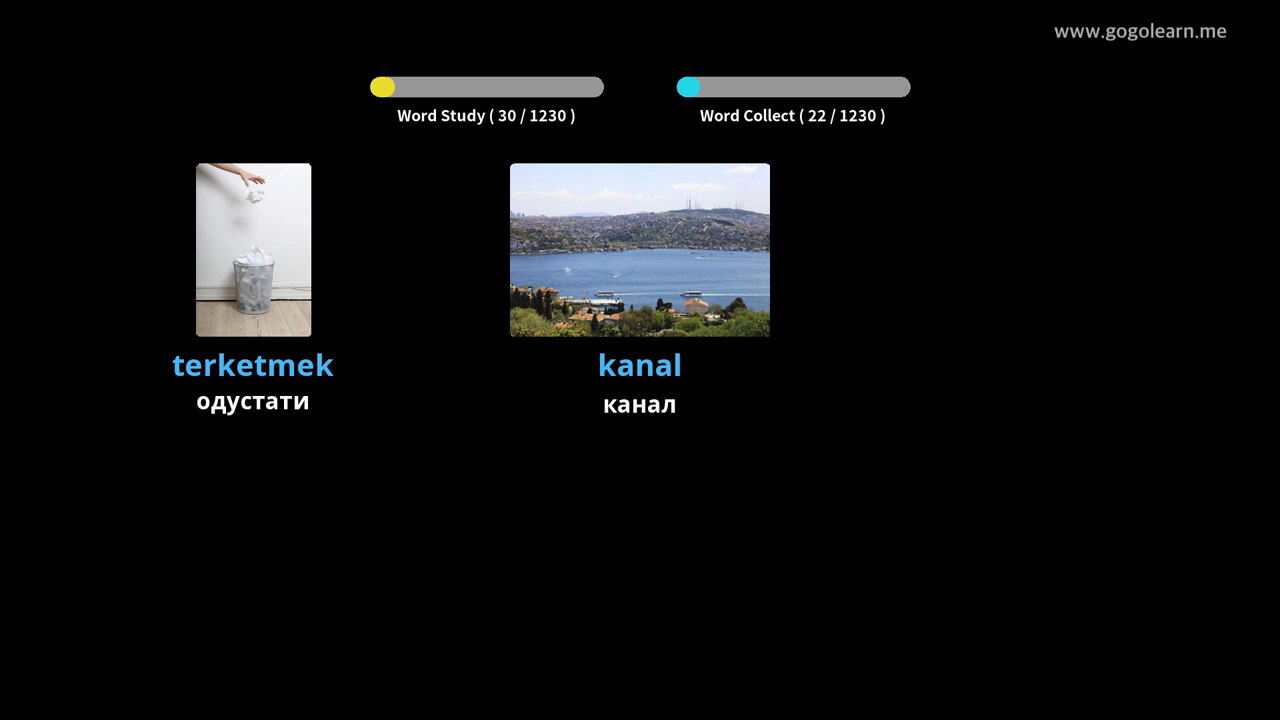 www.gogolearn.me
Word Study ( 30 / 1230 )
Word Collect ( 22 / 1230 )
terketmek
одустати
kanal
канал